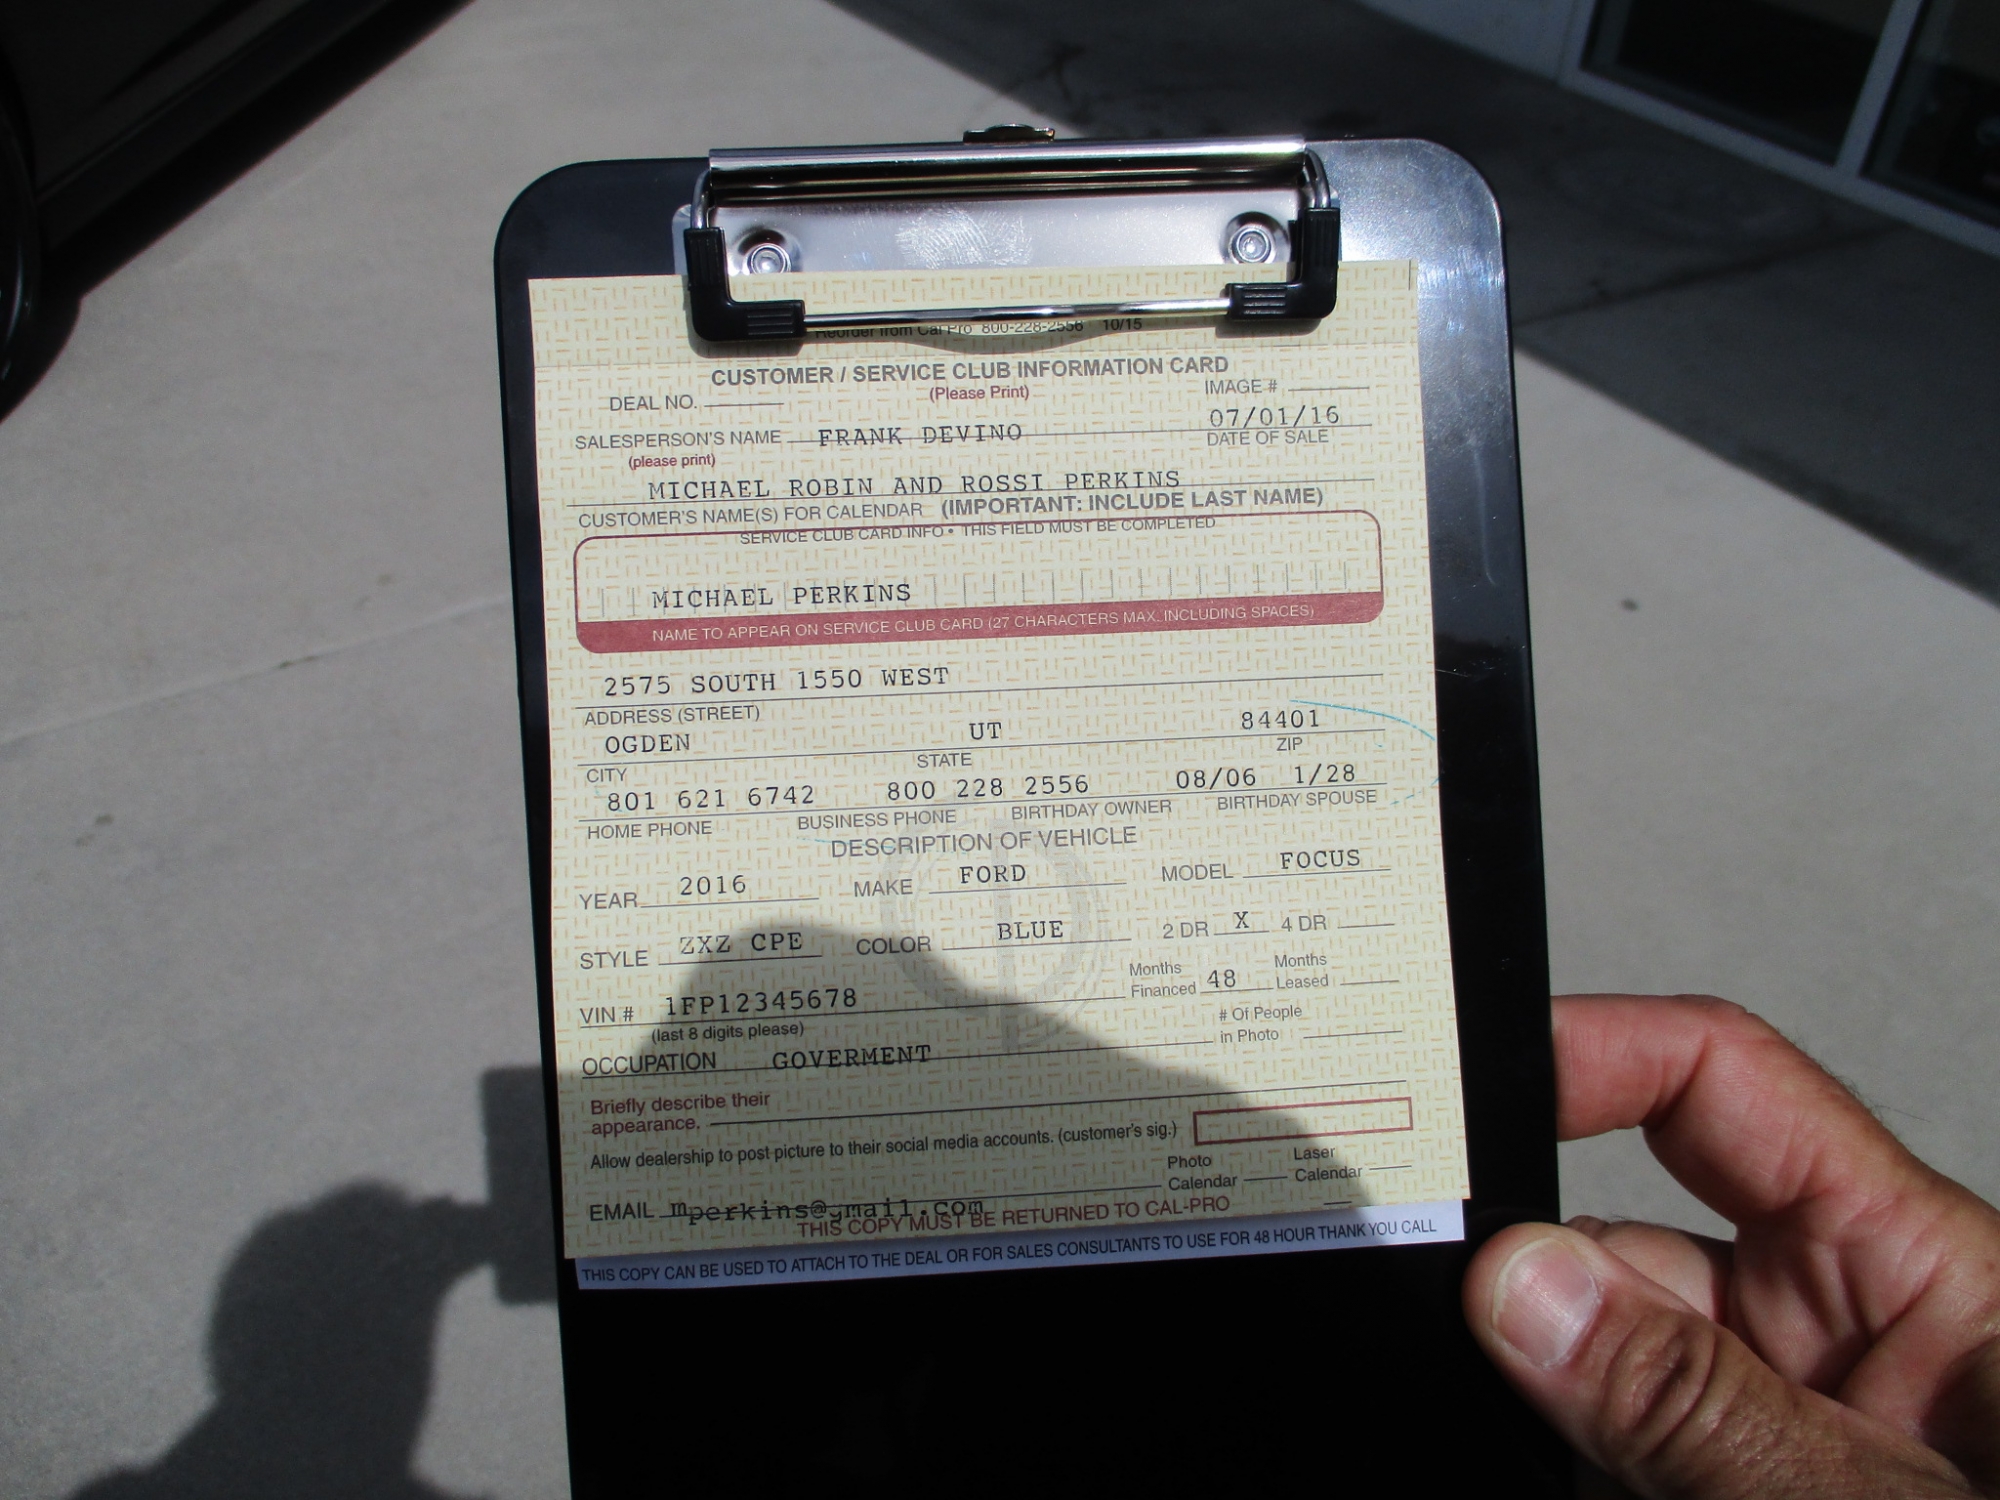 Reorder from Cal Pro 800-228-2556 10/15
CUSTOMER / SERVICE CLUB INFORMATION CARD
(Please Print)
DEAL NO. IMAGE #
07/01/16
SALESPERSON'S NAME FRANK DEVINO DATE OF SALE
(please print)
MICHAEL ROBIN AND ROSSI PERKINS
CUSTOMER'S NAME(S) FOR CALENDAR (IMPORTANT: INCLUDE LAST NAME)
SERVICE CLUB CARD INFO • THIS FIELD MUST BE COMPLETED
MICHAEL PERKINS
NAME TO APPEAR ON SERVICE CLUB CARD (27 CHARACTERS MAX. INCLUDING SPACES)
2575 SOUTH 1550 WEST
ADDRESS (STREET)
OGDEN UT 84401
CITY STATE ZIP
801 621 6742 800 228 2556 08/06 1/28
HOME PHONE BUSINESS PHONE BIRTHDAY OWNER BIRTHDAY SPOUSE
DESCRIPTION OF VEHICLE
YEAR 2016 MAKE FORD MODEL FOCUS
STYLE ZXZ CPE COLOR BLUE 2 DR X 4 DR
VIN # 1FP12345678 Months Financed 48 Months Leased
(last 8 digits please)
OCCUPATION GOVERMENT # Of People in Photo
Briefly describe their
appearance.
Allow dealership to post picture to their social media accounts. (customer's sig.)
Photo Calendar Laser Calendar
EMAIL mperkins@gmail.com
THIS COPY MUST BE RETURNED TO CAL-PRO
THIS COPY CAN BE USED TO ATTACH TO THE DEAL OR FOR SALES CONSULTANTS TO USE FOR 48 HOUR THANK YOU CALL